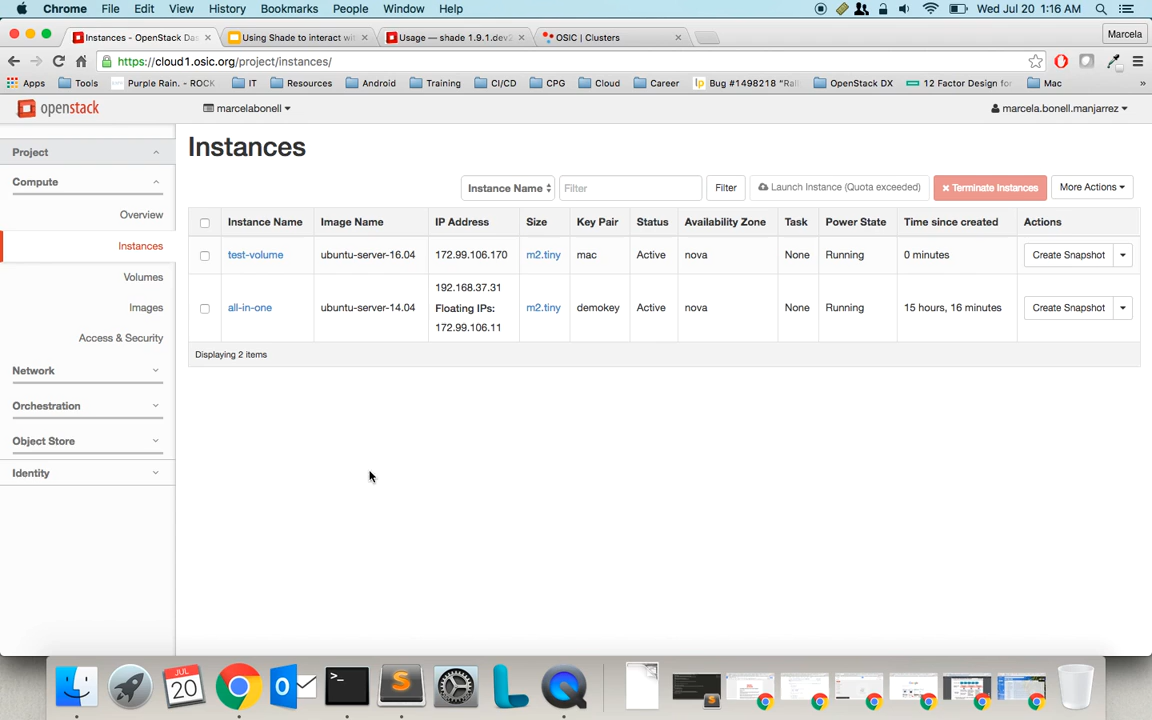 Chrome File Edit View History Bookmarks People Window Help Wed Jul 20 1:16 AM
Instances - OpenStack Das Using Shade to interact wit Usage — shade 1.9.1.dev2 OSIC | Clusters Marcela
https://cloud1.osic.org/project/instances/
Apps Tools Purple Rain. - ROCK IT Resources Android Training CI/CD CPG Cloud Career Bug #1498218 “Rall OpenStack DX 12 Factor Design for Mac »
openstack marcelabonell marcela.bonell.manjarrez
Project
Compute
Overview
Instances
Volumes
Images
Access & Security
Network
Orchestration
Object Store
Identity
Instances
Instance Name Filter Filter Launch Instance (Quota exceeded) Terminate Instances More Actions
Instance Name Image Name IP Address Size Key Pair Status Availability Zone Task Power State Time since created Actions
test-volume ubuntu-server-16.04 172.99.106.170 m2.tiny mac Active nova None Running 0 minutes Create Snapshot
192.168.37.31
all-in-one ubuntu-server-14.04 Floating IPs: m2.tiny demokey Active nova None Running 15 hours, 16 minutes Create Snapshot
172.99.106.11
Displaying 2 items
JUL
20